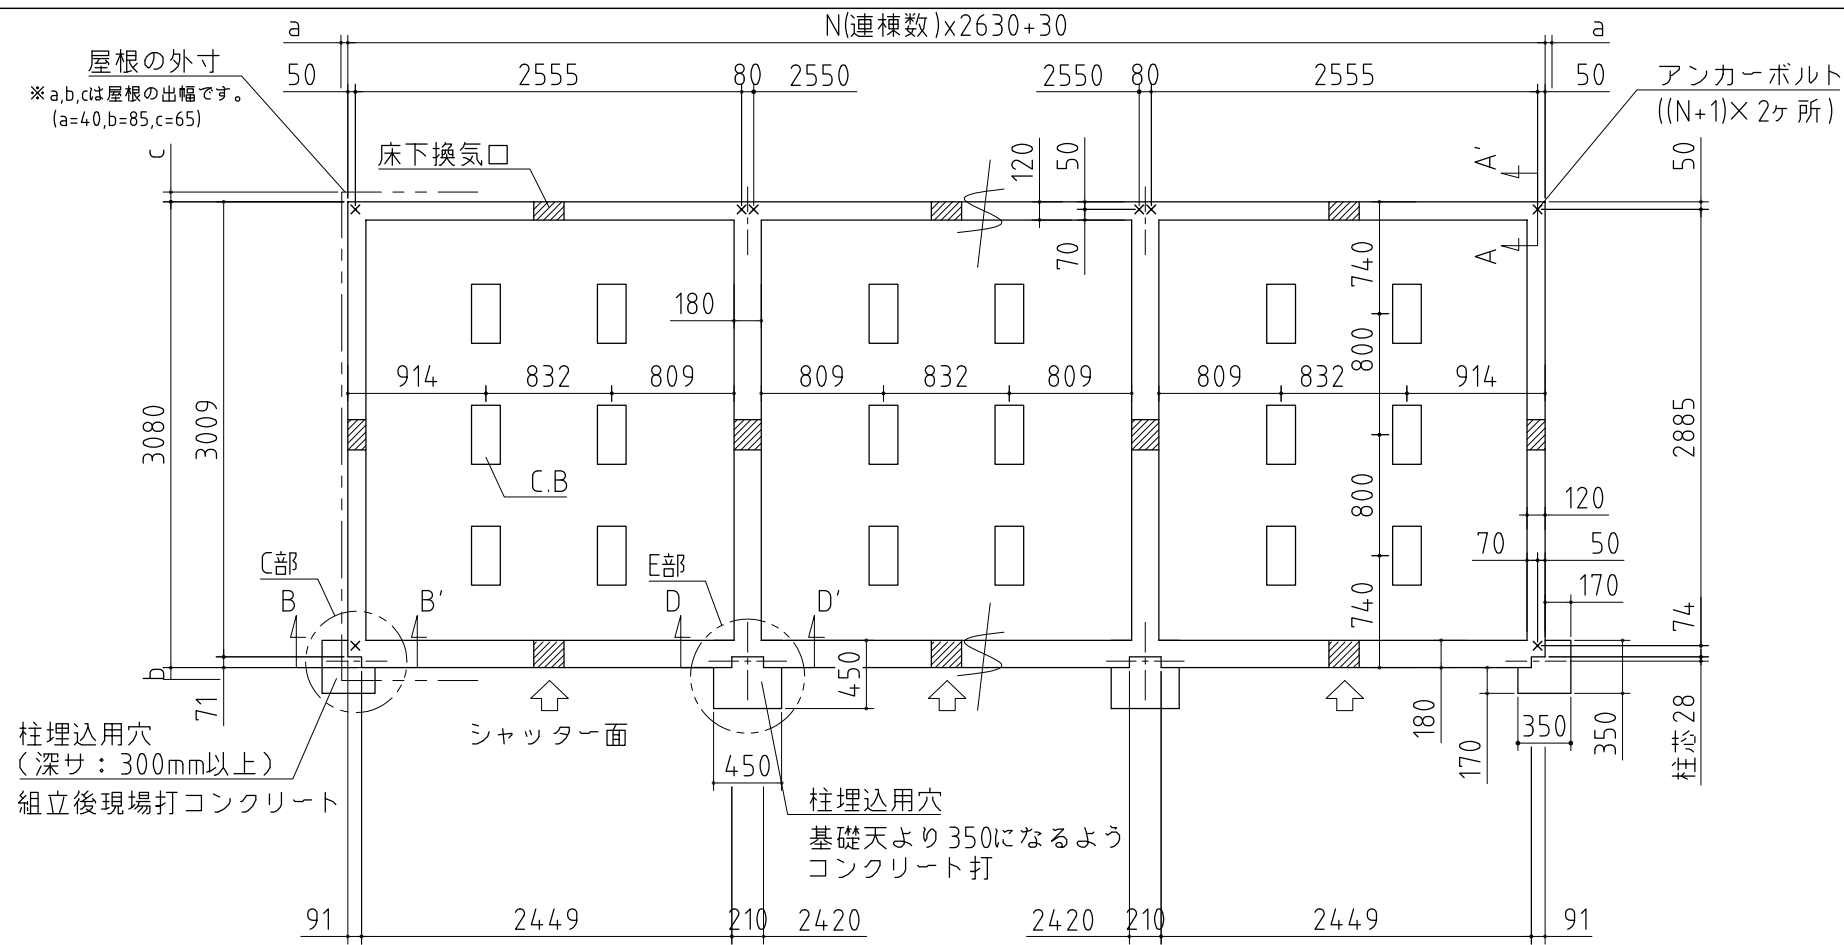 a
N(連棟数)x2630+30
a
屋根の外寸
50
2555
80
2550
2550
80
2555
50
アンカーボルト
((N+1)×2ヶ所)
※a,b,cは屋根の出幅です。
(a=40,b=85,c=65)
c
床下換気口
120
50
A'
50
70
740
A
180
800
914
832
809
809
832
809
809
832
914
3080
3009
2885
C.B
800
120
70
50
C部
E部
170
B
B'
D
D'
740
74
b
71
450
シャッター面
180
350
350
柱芯28
柱埋込用穴
(深サ：300mm以上)
組立後現場打コンクリート
450
170
柱埋込用穴
基礎天より350になるよう
コンクリート打
91
2449
210
2420
2420
210
2449
91